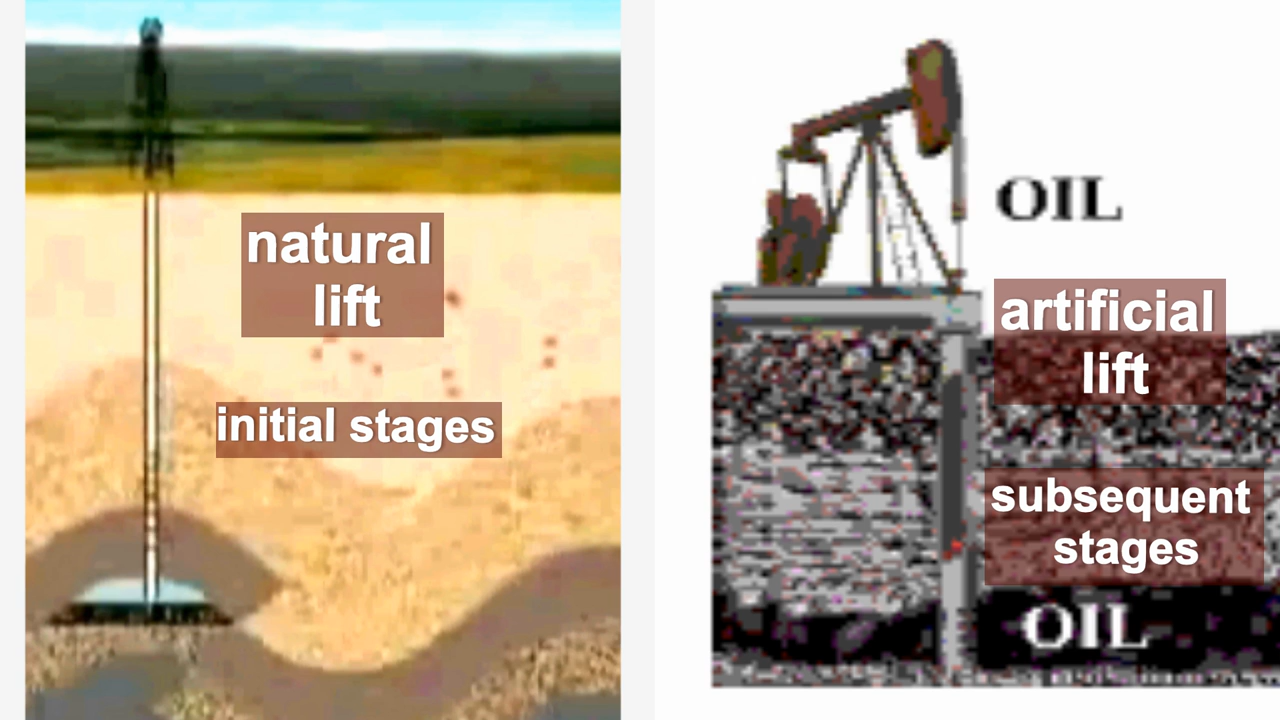 natural
lift
initial stages
OIL
artificial
lift
subsequent
stages
OIL